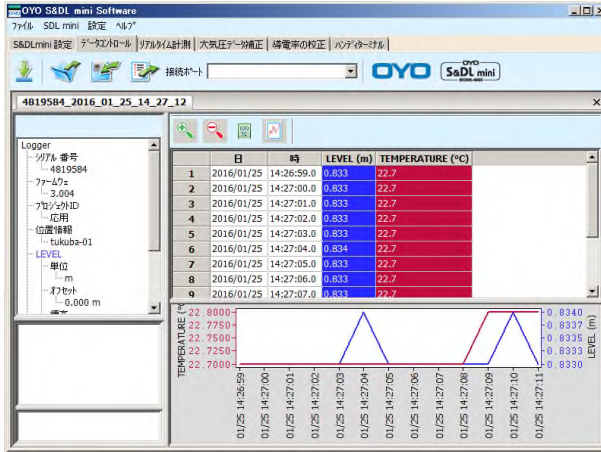 OYO S&DL mini Software
ファイル SDL mini 設定 ヘルプ
S&DLmini 設定 データコントロール リアルタイム計測 大気圧データ補正 導電率の校正 ハンディターミナル
接続ポート OYO OYO S&DL mini
4819584_2016_01_25_14_27_12 ×
Logger
シリアル 番号
4819584
ファームウェ
3.004
プロジェクトID
応用
位置情報
tukuba-01
LEVEL
単位
m
オフセット
0.000 m
100%
日 時 LEVEL (m) TEMPERATURE (°C)
1 2016/01/25 14:26:59.0 0.833 22.7
2 2016/01/25 14:27:00.0 0.833 22.7
3 2016/01/25 14:27:01.0 0.833 22.7
4 2016/01/25 14:27:02.0 0.833 22.7
5 2016/01/25 14:27:03.0 0.833 22.7
6 2016/01/25 14:27:04.0 0.834 22.7
7 2016/01/25 14:27:05.0 0.833 22.7
8 2016/01/25 14:27:06.0 0.833 22.7
9 2016/01/25 14:27:07.0 0.833 22.7
TEMPERATURE (°
22.8000
22.7750
22.7500
22.7250
22.7000
0.8340
0.8337
0.8335
0.8333
0.8330
LEVEL (m)
01/25 14:26:59
01/25 14:27:00
01/25 14:27:01
01/25 14:27:02
01/25 14:27:03
01/25 14:27:04
01/25 14:27:05
01/25 14:27:06
01/25 14:27:07
01/25 14:27:08
01/25 14:27:09
01/25 14:27:10
01/25 14:27:11